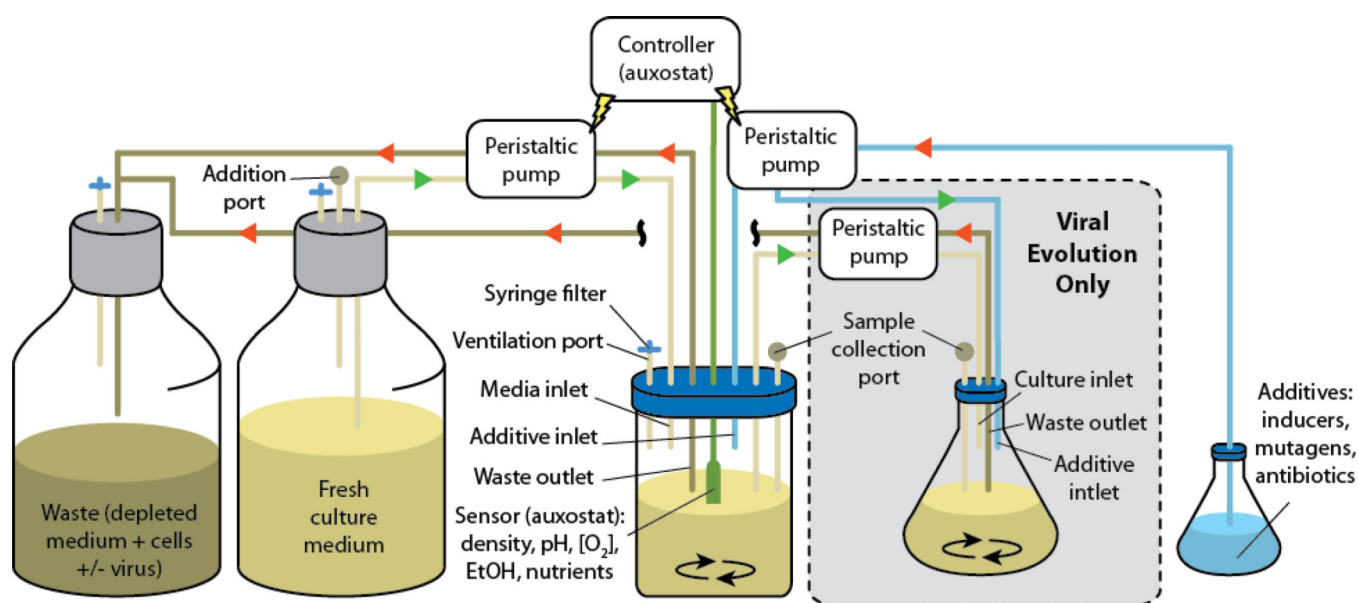 Controller
(auxostat)
Peristaltic
pump
Peristaltic
pump
Addition
port
Viral
Evolution
Only
Peristaltic
pump
Syringe filter
Ventilation port
Sample
collection
port
Media inlet
Culture inlet
Additive inlet
Waste outlet
Waste outlet
Additive
intlet
Additives:
inducers,
mutagens,
antibiotics
Waste (depleted
medium + cells
+/- virus)
Fresh
culture
medium
Sensor (auxostat):
density, pH, [O₂],
EtOH, nutrients